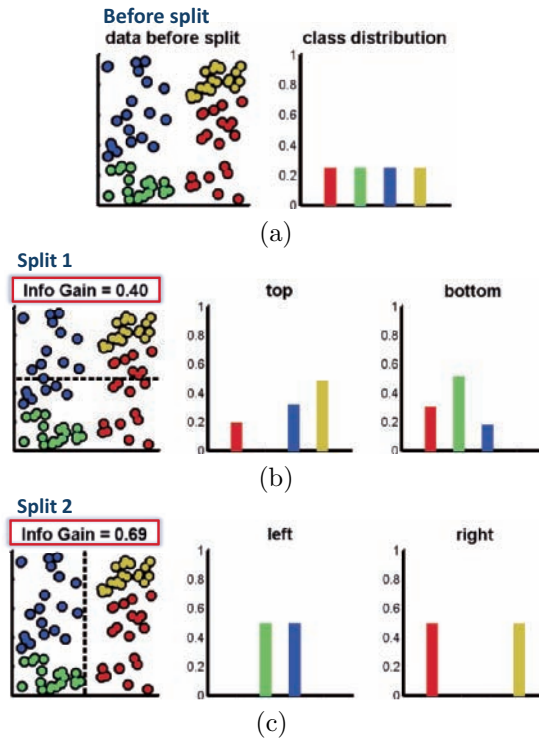 Before split
data before split
class distribution
1
0.8
0.6
0.4
0.2
0
(a)
Split 1
Info Gain = 0.40
top
bottom
1
0.8
0.6
0.4
0.2
0
1
0.8
0.6
0.4
0.2
0
(b)
Split 2
Info Gain = 0.69
left
right
1
0.8
0.6
0.4
0.2
0
1
0.8
0.6
0.4
0.2
0
(c)